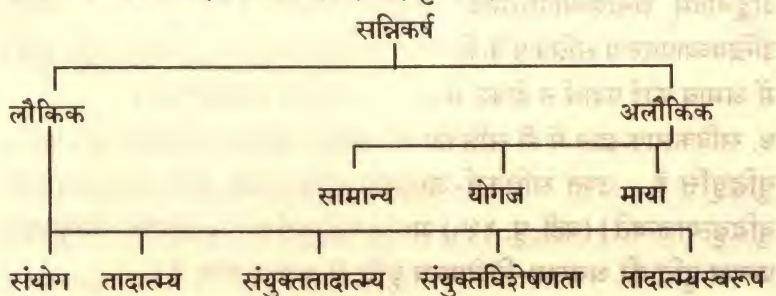 सन्निकर्ष
लौकिक अलौकिक
सामान्य योगज माया
संयोग तादात्म्य संयुक्ततादात्म्य संयुक्तविशेषणता तादात्म्यस्वरूप